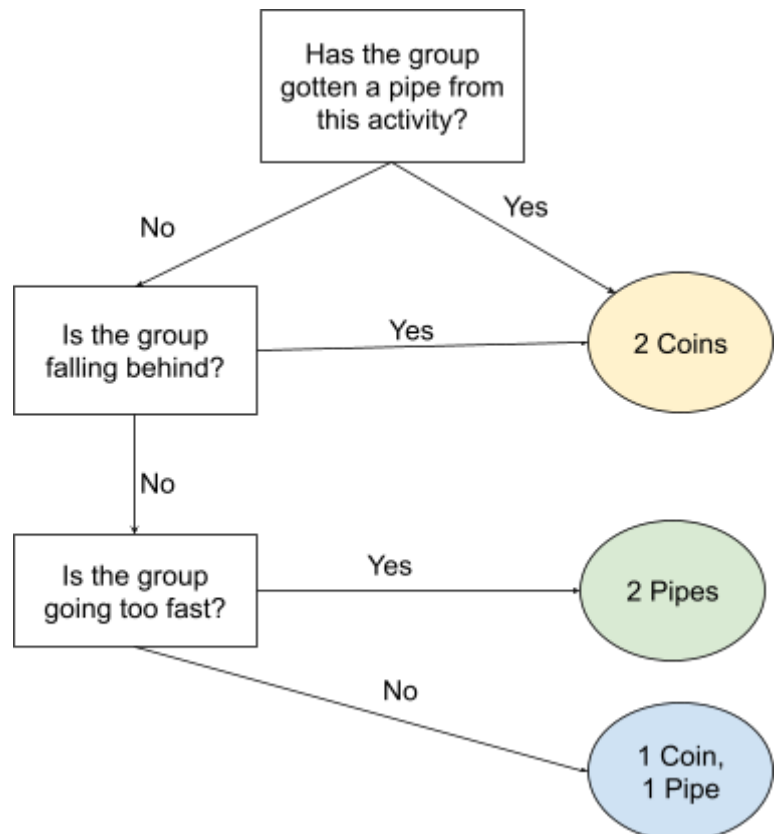 Has the group
gotten a pipe from
this activity?
No
Yes
Is the group
falling behind?
Yes
2 Coins
No
Is the group
going too fast?
Yes
2 Pipes
No
1 Coin,
1 Pipe